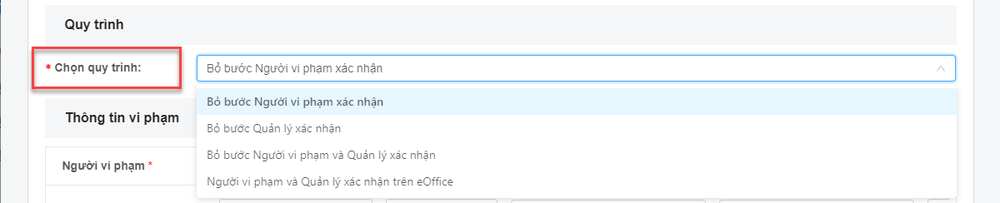 Quy trình
* Chọn quy trình:
Bỏ bước Người vi phạm xác nhận
Bỏ bước Người vi phạm xác nhận
Bỏ bước Quản lý xác nhận
Bỏ bước Người vi phạm và Quản lý xác nhận
Người vi phạm và Quản lý xác nhận trên eOffice
Thông tin vi phạm
Người vi phạm *